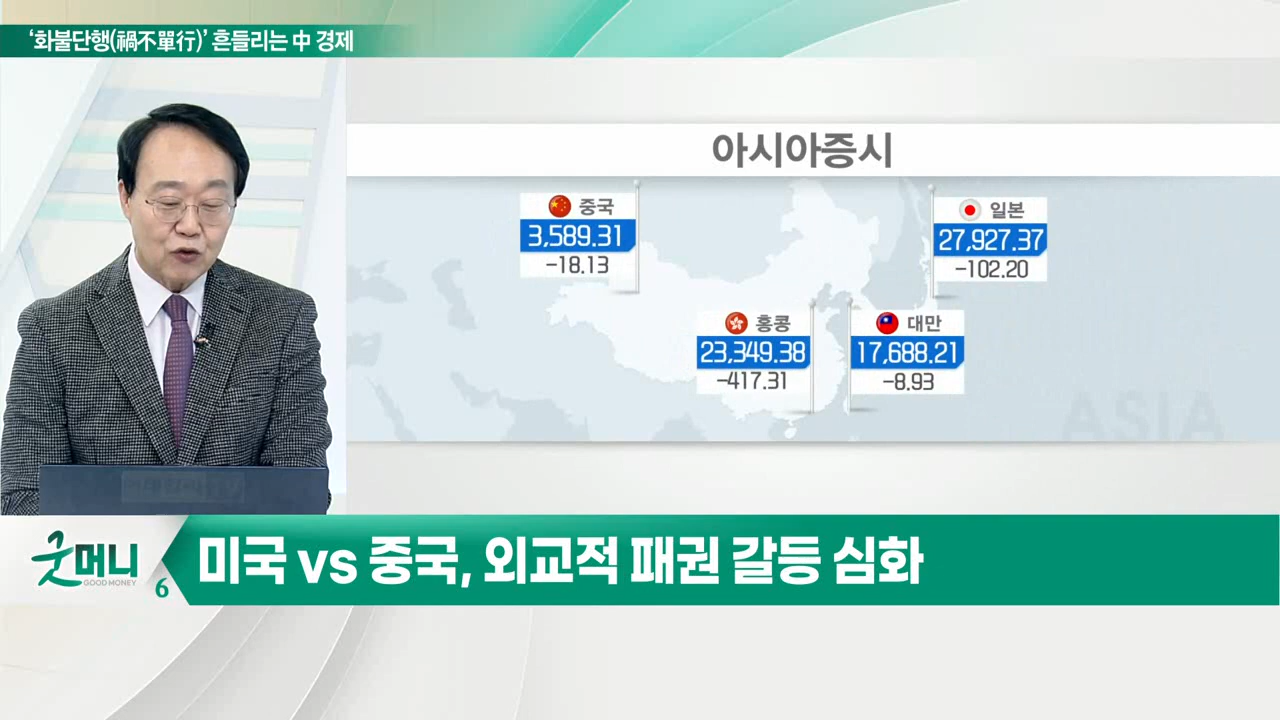 ‘화불단행(禍不單行)’ 흔들리는 中 경제
아시아증시
중국
3,589.31
-18.13
일본
27,927.37
-102.20
홍콩
23,349.38
-417.31
대만
17,688.21
-8.93
ASIA
굿머니
GOOD MONEY
6
미국 vs 중국, 외교적 패권 갈등 심화